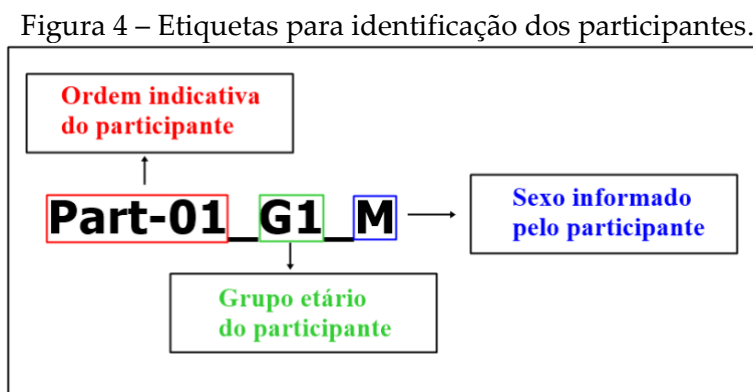 Figura 4 – Etiquetas para identificação dos participantes.
Ordem indicativa
do participante
Part-01_G1_M
Sexo informado
pelo participante
Grupo etário
do participante